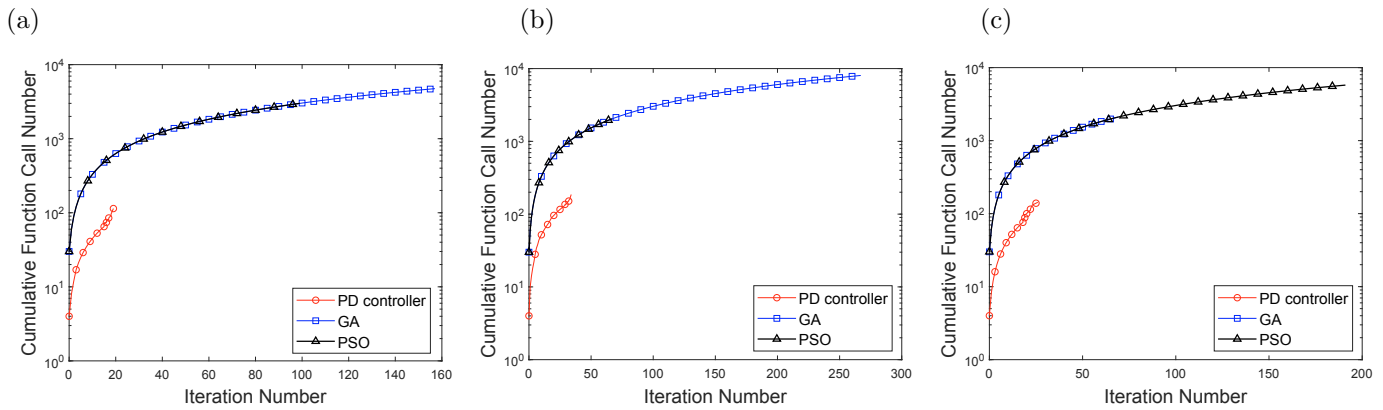 (a)
Cumulative Function Call Number
10^4
10^3
10^2
10^1
10^0
0 20 40 60 80 100 120 140 160
Iteration Number
PD controller
GA
PSO
(b)
Cumulative Function Call Number
10^4
10^3
10^2
10^1
10^0
0 50 100 150 200 250 300
Iteration Number
PD controller
GA
PSO
(c)
Cumulative Function Call Number
10^4
10^3
10^2
10^1
10^0
0 50 100 150 200
Iteration Number
PD controller
GA
PSO